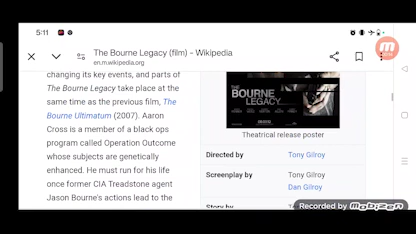 5:11
The Bourne Legacy (film) - Wikipedia
en.m.wikipedia.org
changing its key events, and parts of
The Bourne Legacy take place at
the same time as the previous film, The
Bourne Ultimatum (2007). Aaron
Cross is a member of a black ops
program called Operation Outcome
whose subjects are genetically
enhanced. He must run for his life
once former CIA Treadstone agent
Jason Bourne's actions lead to the
THE BOURNE
LEGACY
Theatrical release poster
Directed by Tony Gilroy
Screenplay by Tony Gilroy
Dan Gilroy
Story by
Recorded by mobizen